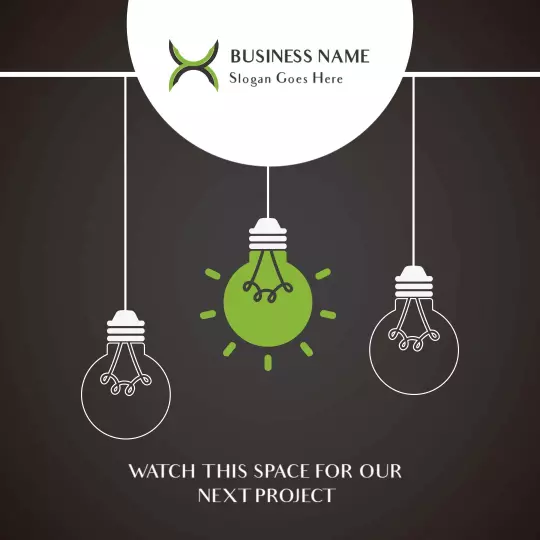 BUSINESS NAME
Slogan Goes Here
WATCH THIS SPACE FOR OUR
NEXT PROJECT